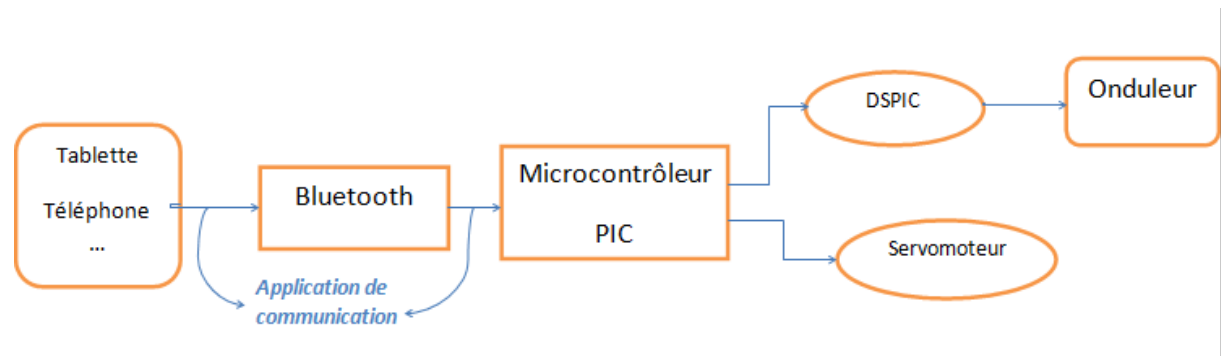 Tablette
Téléphone
...
Bluetooth
Application de
communication
Microcontrôleur
PIC
DSPIC
Onduleur
Servomoteur